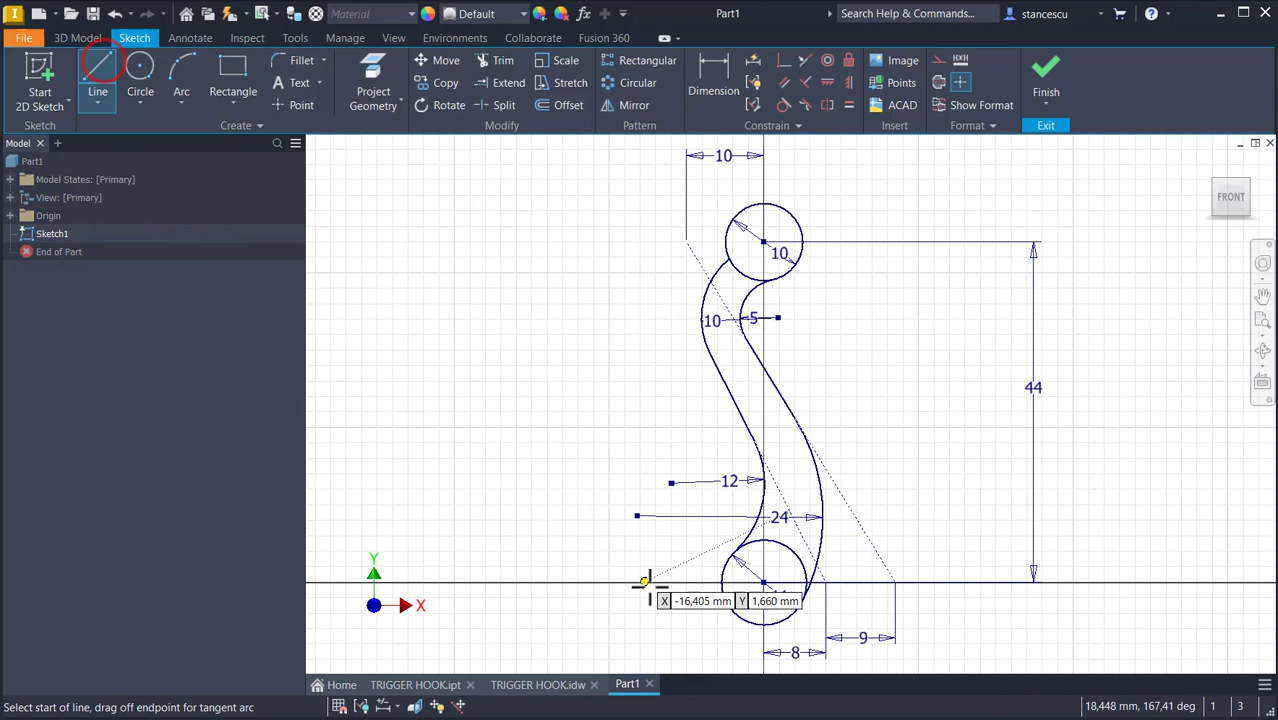 Material
Default
Part1
Search Help & Commands...
stancescu
File
3D Model
Sketch
Annotate
Inspect
Tools
Manage
View
Environments
Collaborate
Fusion 360
Start
2D Sketch
Line
Circle
Arc
Rectangle
Fillet
Text
Point
Project
Geometry
Move
Copy
Rotate
Trim
Extend
Split
Scale
Stretch
Offset
Rectangular
Circular
Mirror
Dimension
Image
Points
ACAD
Show Format
Finish
Sketch
Create
Modify
Pattern
Constrain
Insert
Format
Exit
Model
Part1
Model States: [Primary]
View: [Primary]
Origin
Sketch1
End of Part
FRONT
10
10
10
5
44
12
24
X -16,405 mm Y 1,660 mm
9
8
Y
X
Home
TRIGGER HOOK.ipt
TRIGGER HOOK.idw
Part1
Select start of line, drag off endpoint for tangent arc
18,448 mm, 167,41 deg
1
3